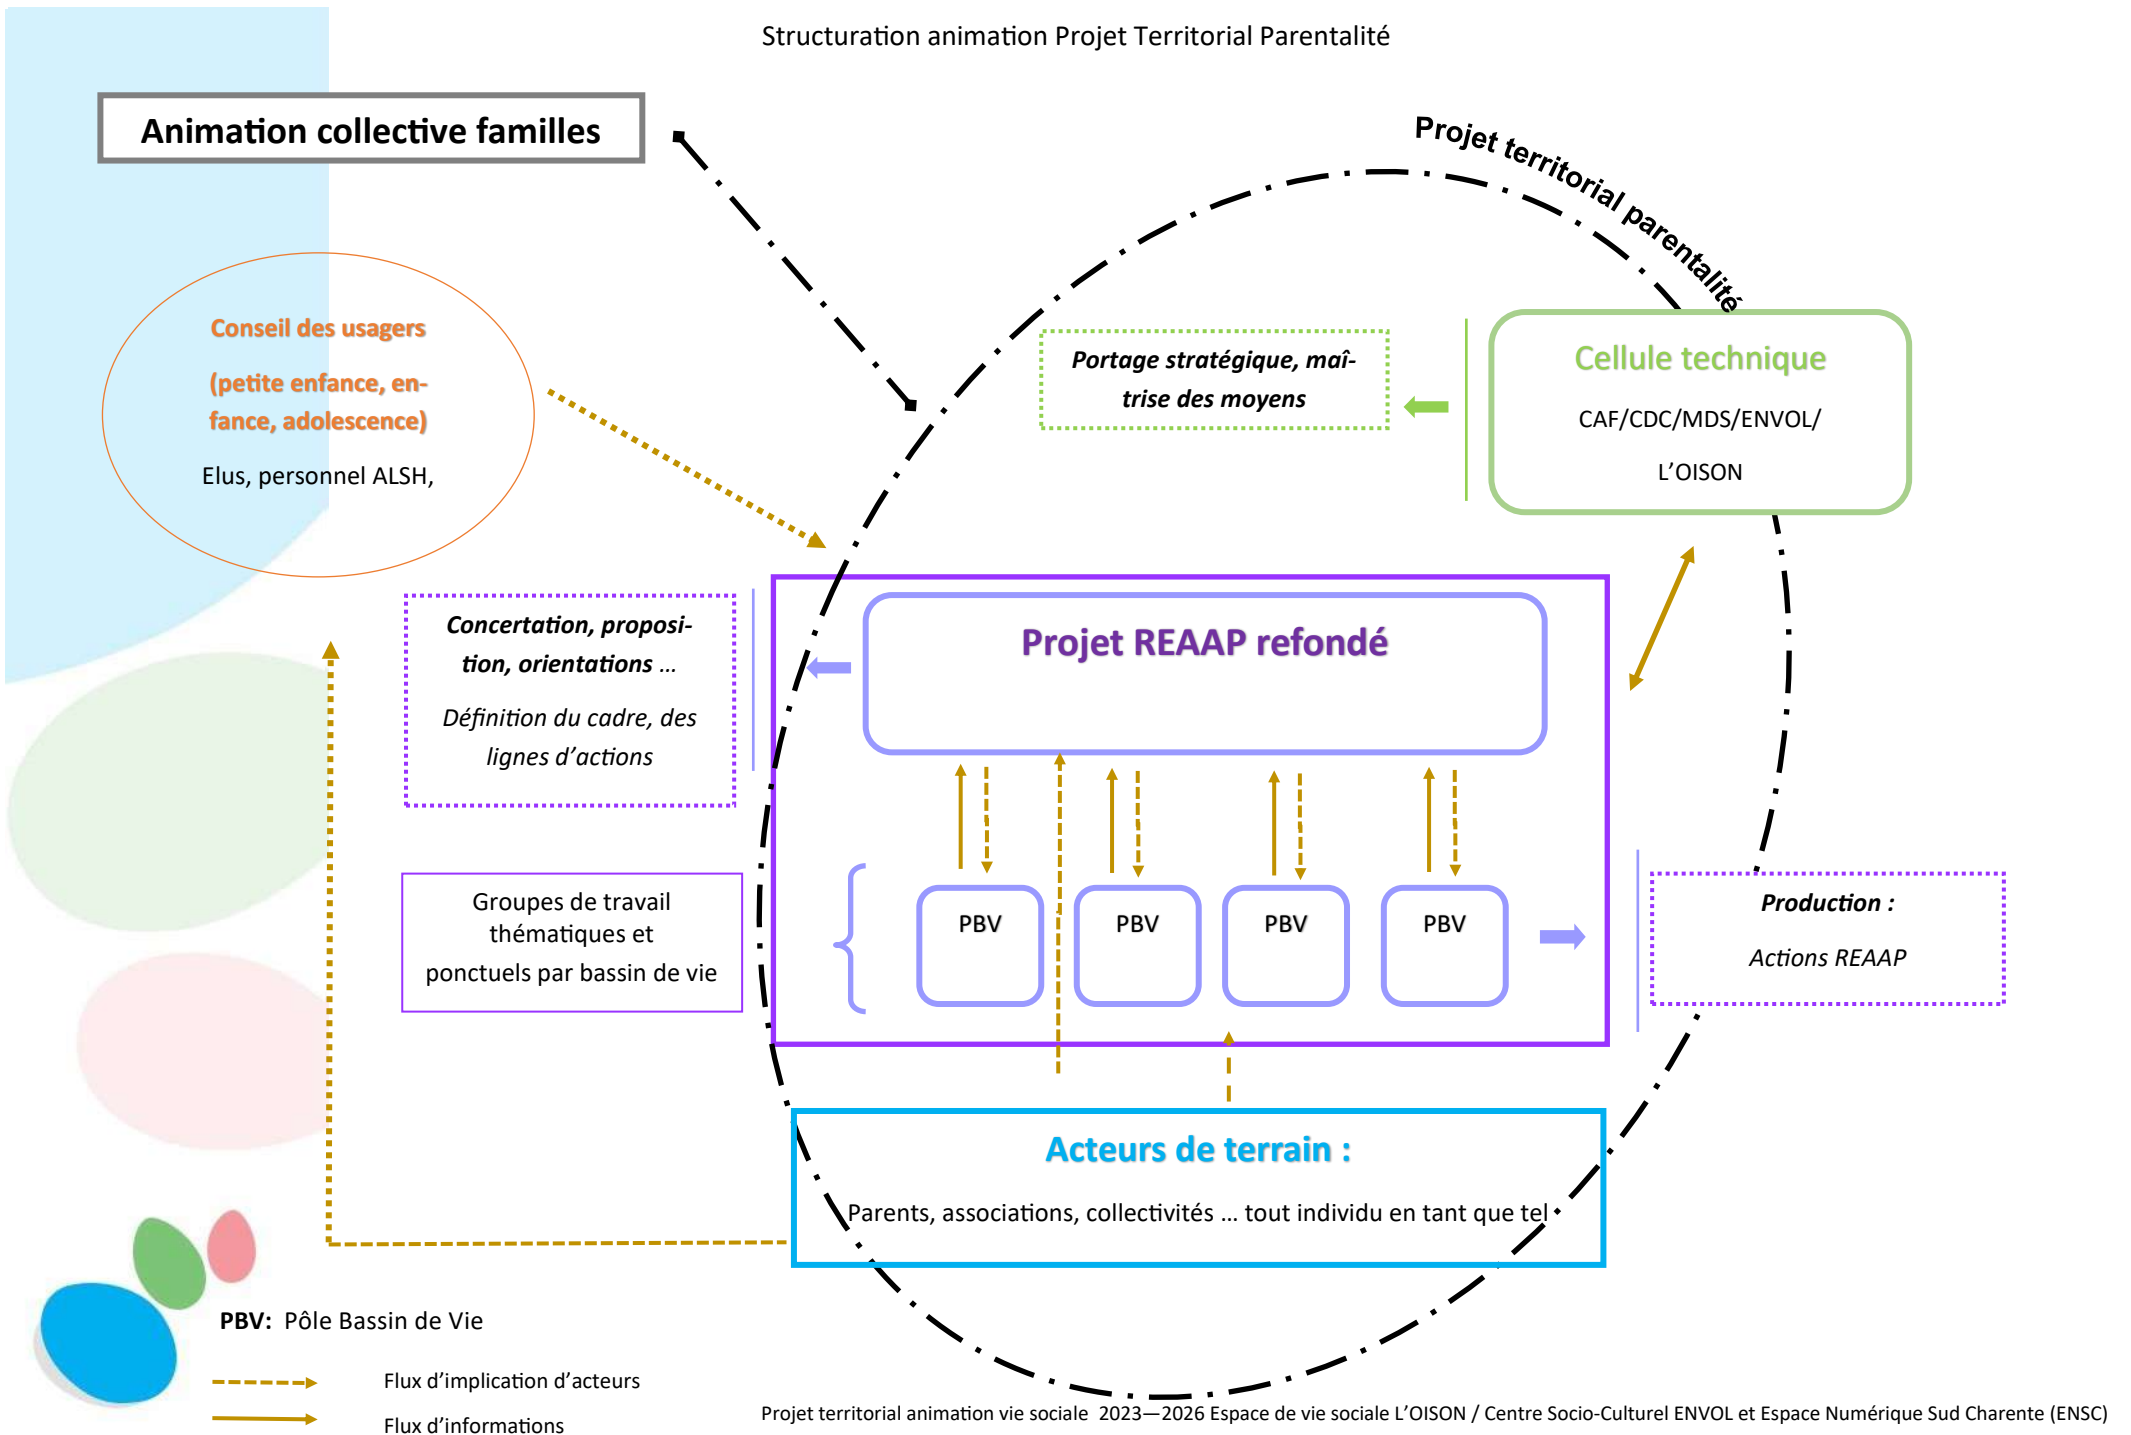 Structuration animation Projet Territorial Parentalité
Animation collective familles
Projet territorial parentalité
Conseil des usagers
(petite enfance, en-
fance, adolescence)
Elus, personnel ALSH,
Portage stratégique, maî-
trise des moyens
Cellule technique
CAF/CDC/MDS/ENVOL/
L’OISON
Concertation, proposi-
tion, orientations …
Définition du cadre, des
lignes d’actions
Projet REAAP refondé
Groupes de travail
thématiques et
ponctuels par bassin de vie
PBV
PBV
PBV
PBV
Production :
Actions REAAP
Acteurs de terrain :
Parents, associations, collectivités … tout individu en tant que tel
PBV: Pôle Bassin de Vie
Flux d’implication d’acteurs
Flux d’informations
Projet territorial animation vie sociale 2023—2026 Espace de vie sociale L’OISON / Centre Socio-Culturel ENVOL et Espace Numérique Sud Charente (ENSC)